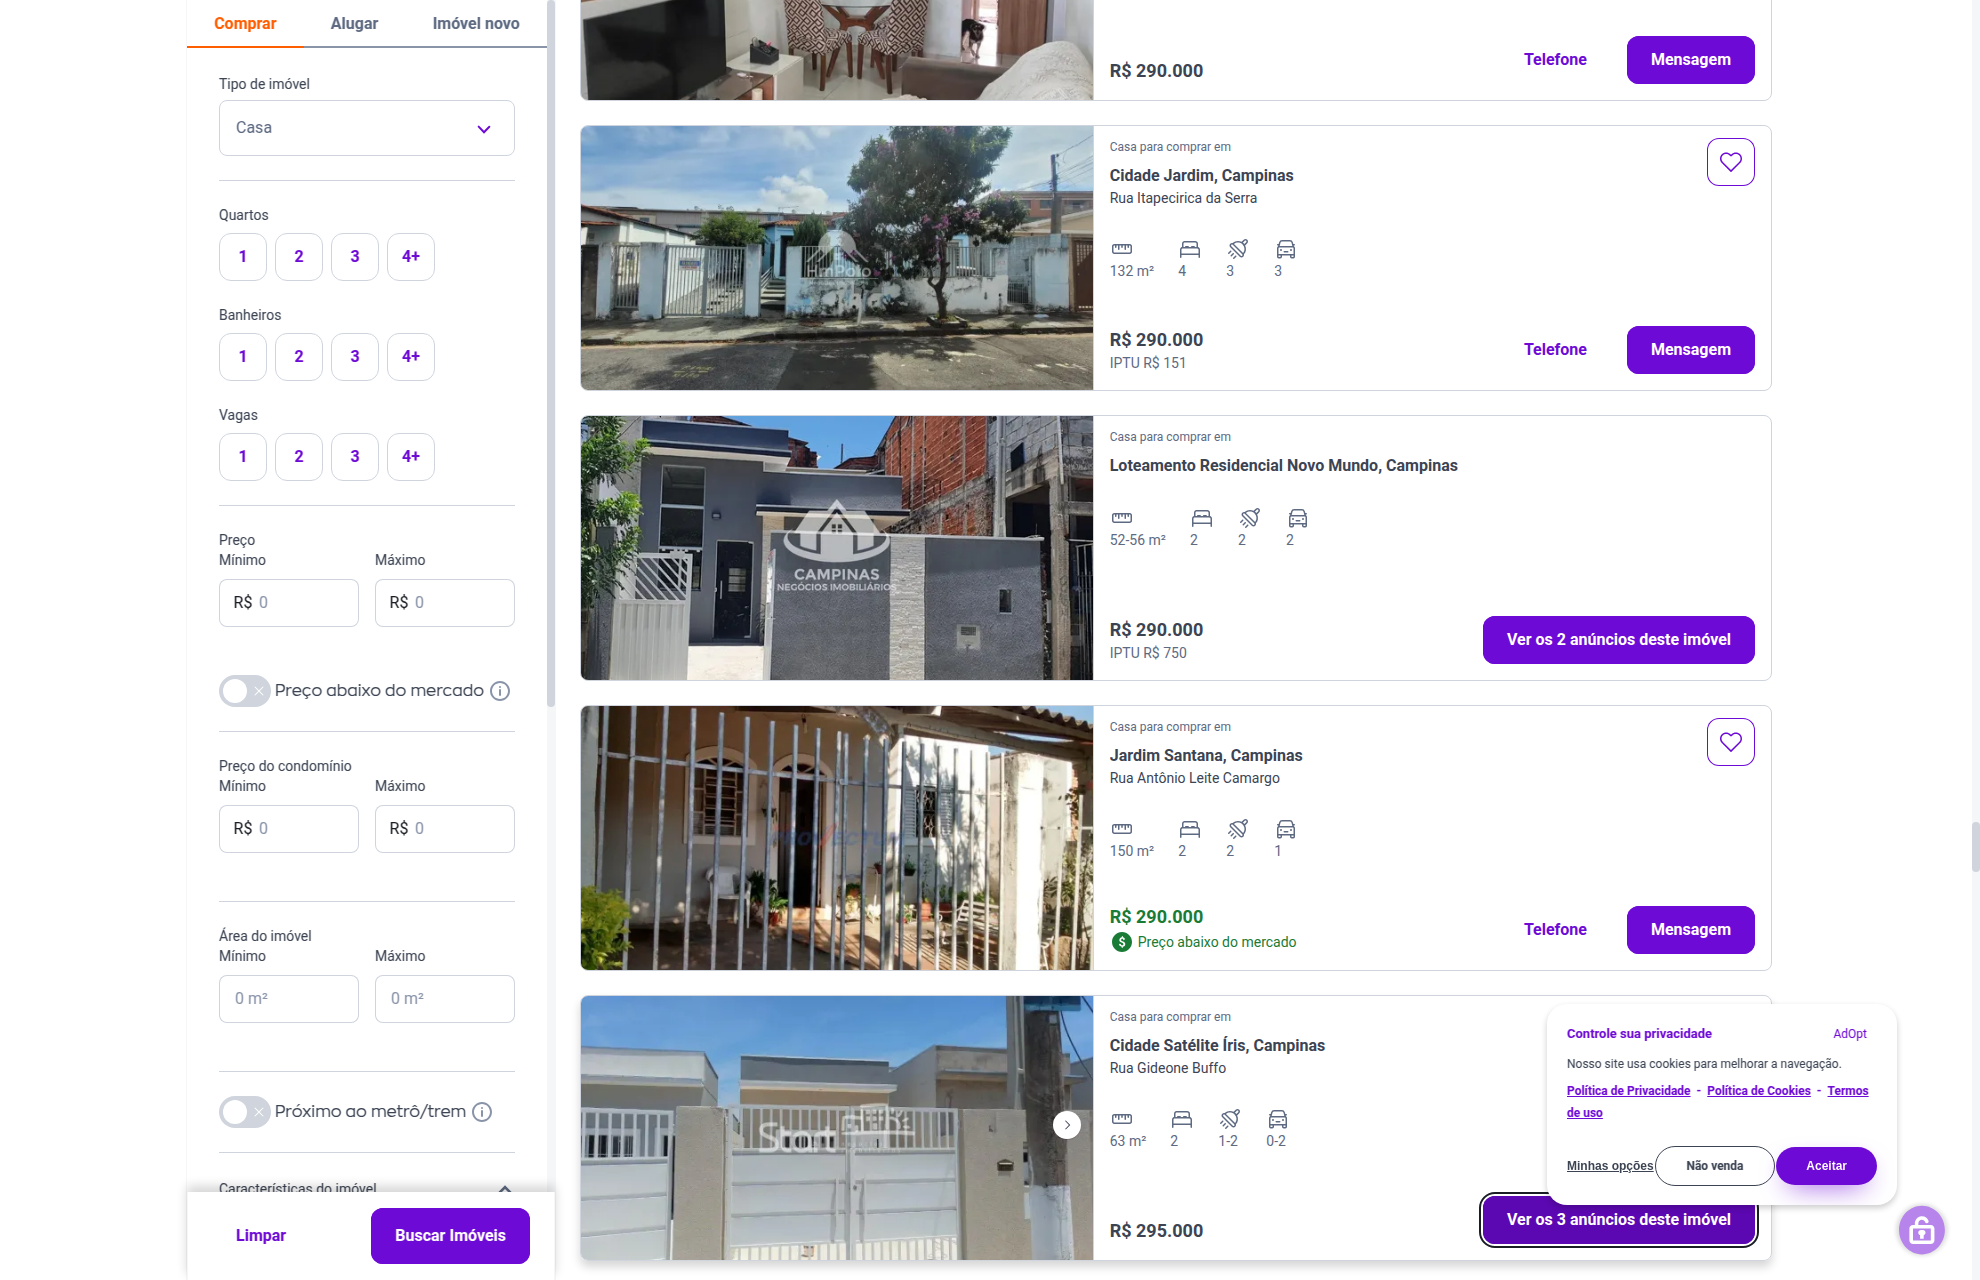 Comprar
Alugar
Imóvel novo
Tipo de imóvel
Casa
Quartos
1
2
3
4+
Banheiros
1
2
3
4+
Vagas
1
2
3
4+
Preço
Mínimo
Máximo
R$ 0
R$ 0
Preço abaixo do mercado
Preço do condomínio
Mínimo
Máximo
R$ 0
R$ 0
Área do imóvel
Mínimo
Máximo
0 m²
0 m²
Próximo ao metrô/trem
Características do imóvel
Limpar
Buscar Imóveis
R$ 290.000
Telefone
Mensagem
HmPolo
Casa para comprar em
Cidade Jardim, Campinas
Rua Itapecirica da Serra
132 m²
4
3
3
R$ 290.000
IPTU R$ 151
Telefone
Mensagem
CAMPINAS
NEGÓCIOS IMOBILIÁRIOS
Casa para comprar em
Loteamento Residencial Novo Mundo, Campinas
52-56 m²
2
2
2
R$ 290.000
IPTU R$ 750
Ver os 2 anúncios deste imóvel
Casa para comprar em
Jardim Santana, Campinas
Rua Antônio Leite Camargo
150 m²
2
2
1
R$ 290.000
$ Preço abaixo do mercado
Telefone
Mensagem
Start
Casa para comprar em
Cidade Satélite Íris, Campinas
Rua Gideone Buffo
63 m²
2
1-2
0-2
R$ 295.000
Ver os 3 anúncios deste imóvel
Controle sua privacidade
AdOpt
Nosso site usa cookies para melhorar a navegação.
Política de Privacidade - Política de Cookies - Termos
de uso
Minhas opções
Não venda
Aceitar